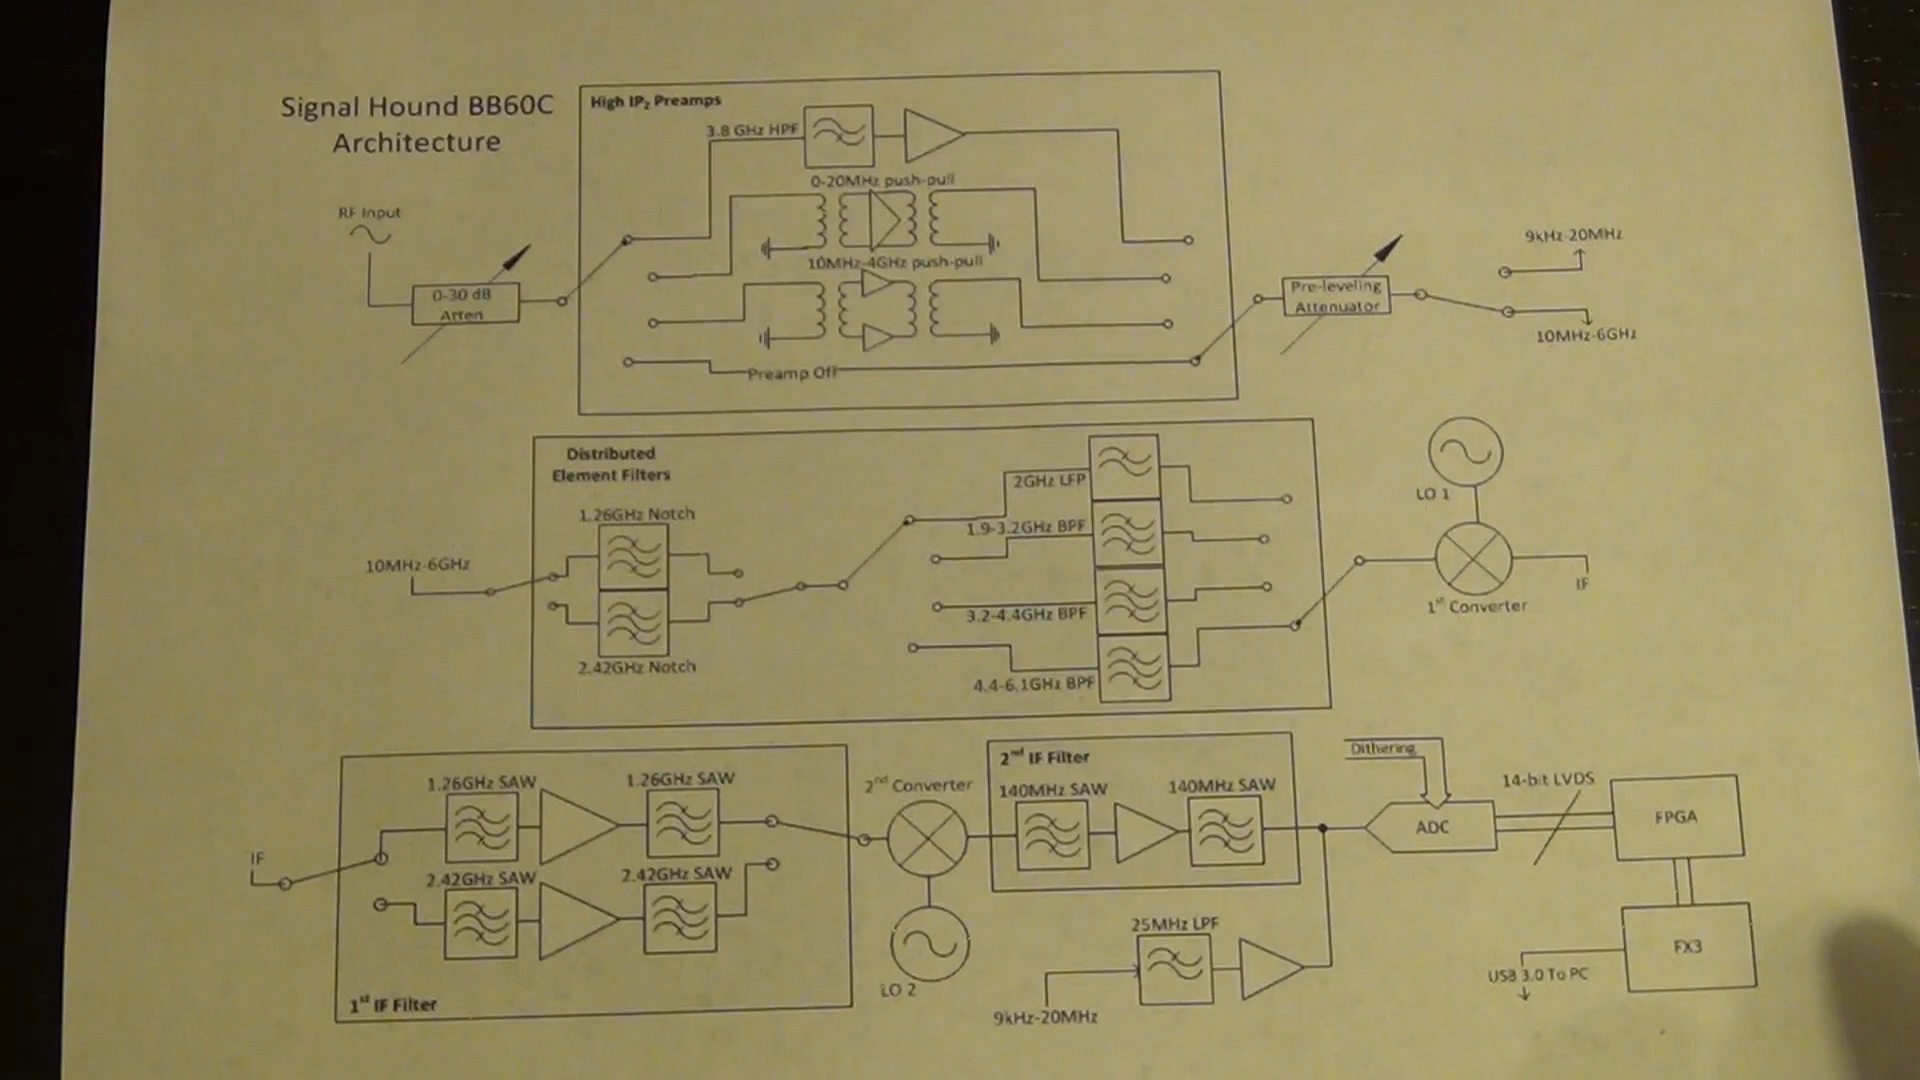 Signal Hound BB60C
Architecture
High IP₂ Preamps
3.8 GHz HPF
0-20MHz push-pull
10MHz-4GHz push-pull
Preamp Off
RF Input
0-30 dB
Atten
Pre-leveling
Attenuator
9kHz-20MHz
10MHz-6GHz
Distributed
Element Filters
1.26GHz Notch
2.42GHz Notch
10MHz-6GHz
2GHz LFP
1.9-3.2GHz BPF
3.2-4.4GHz BPF
4.4-6.1GHz BPF
LO 1
1st Converter
IF
IF
1.26GHz SAW
1.26GHz SAW
2.42GHz SAW
2.42GHz SAW
1st IF Filter
2nd Converter
LO 2
2nd IF Filter
140MHz SAW
140MHz SAW
25MHz LPF
9kHz-20MHz
Dithering
ADC
14-bit LVDS
FPGA
FX3
USB 3.0 To PC